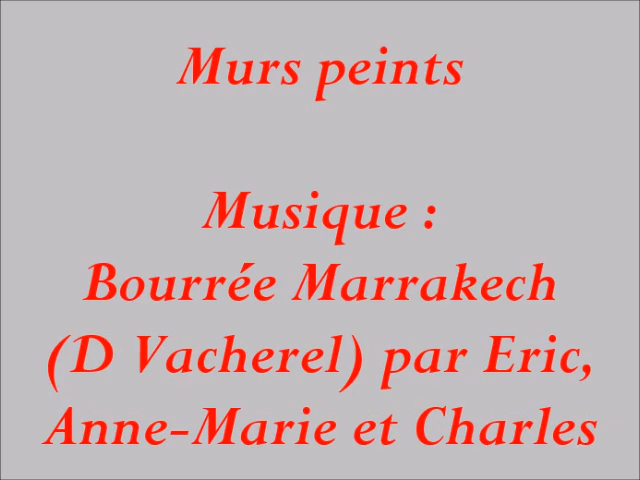 Murs peints
Musique :
Bourrée Marrakech
(D Vacherel) par Eric,
Anne-Marie et Charles